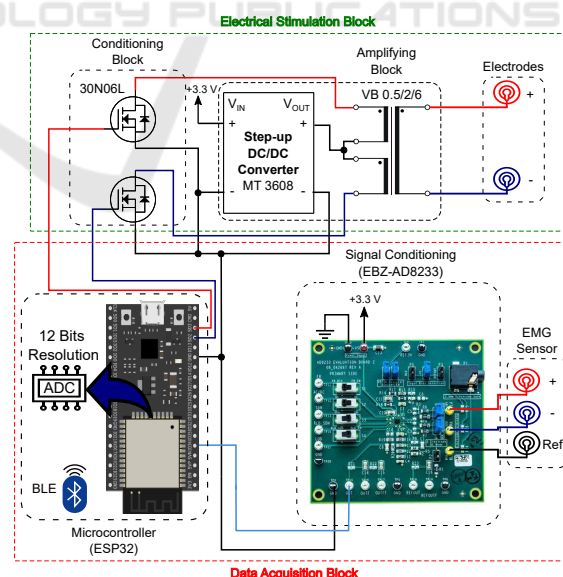 OLOGY PUBLICATIONS
Electrical Stimulation Block
Conditioning
Block
30N06L
Amplifying
Block
VB 0.5/2/6
Electrodes
+
-
+3.3 V
VIN
VOUT
+
+
Step-up
DC/DC
Converter
MT 3608
-
-
Signal Conditioning
(EBZ-AD8233)
+3.3 V
12 Bits
Resolution
ADC
BLE
Microcontroller
(ESP32)
EMG
Sensor
+
-
Ref
Data Acquisition Block